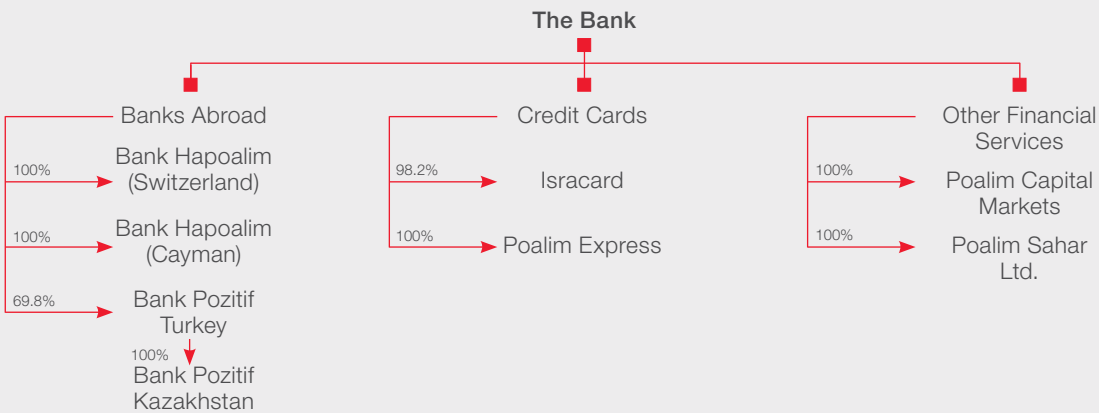 The Bank
Banks Abroad
100%
Bank Hapoalim
(Switzerland)
100%
Bank Hapoalim
(Cayman)
69.8%
Bank Pozitif
Turkey
100%
Bank Pozitif
Kazakhstan
Credit Cards
98.2%
Isracard
100%
Poalim Express
Other Financial
Services
100%
Poalim Capital
Markets
100%
Poalim Sahar
Ltd.